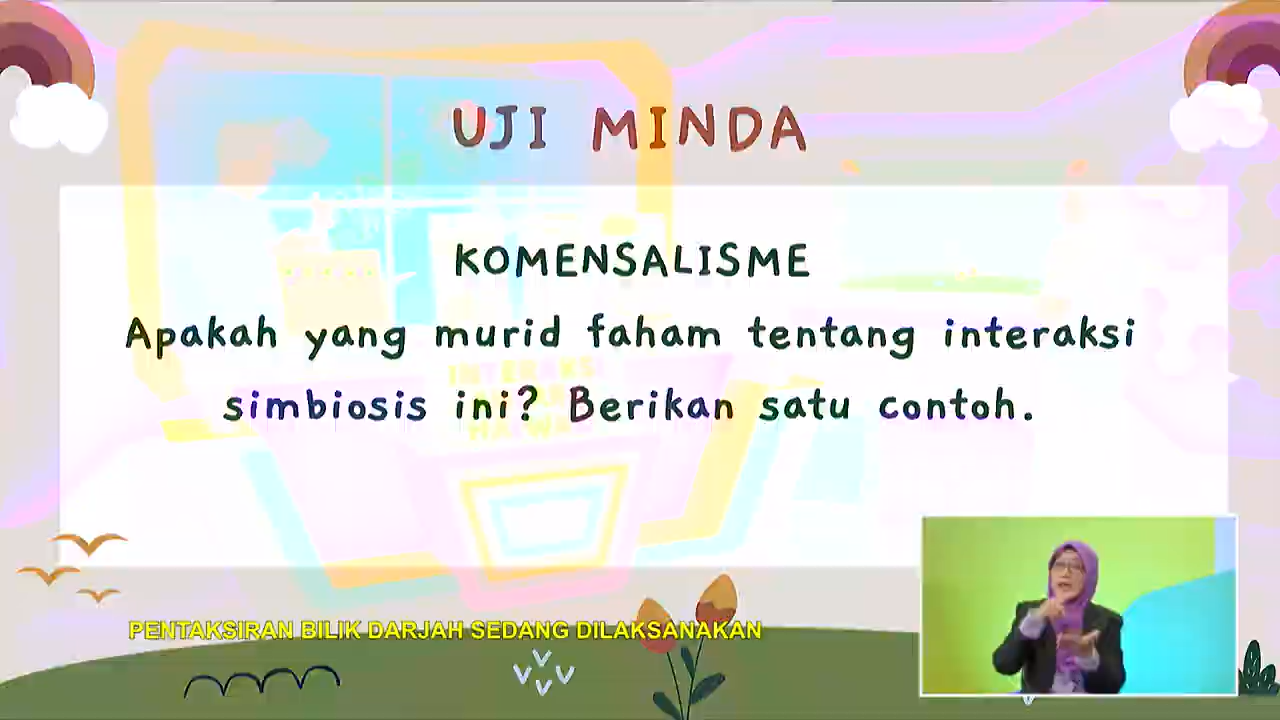 UJI MINDA
KOMENSALISME
Apakah yang murid faham tentang interaksi
simbiosis ini? Berikan satu contoh.
PENTAKSIRAN BILIK DARJAH SEDANG DILAKSANAKAN